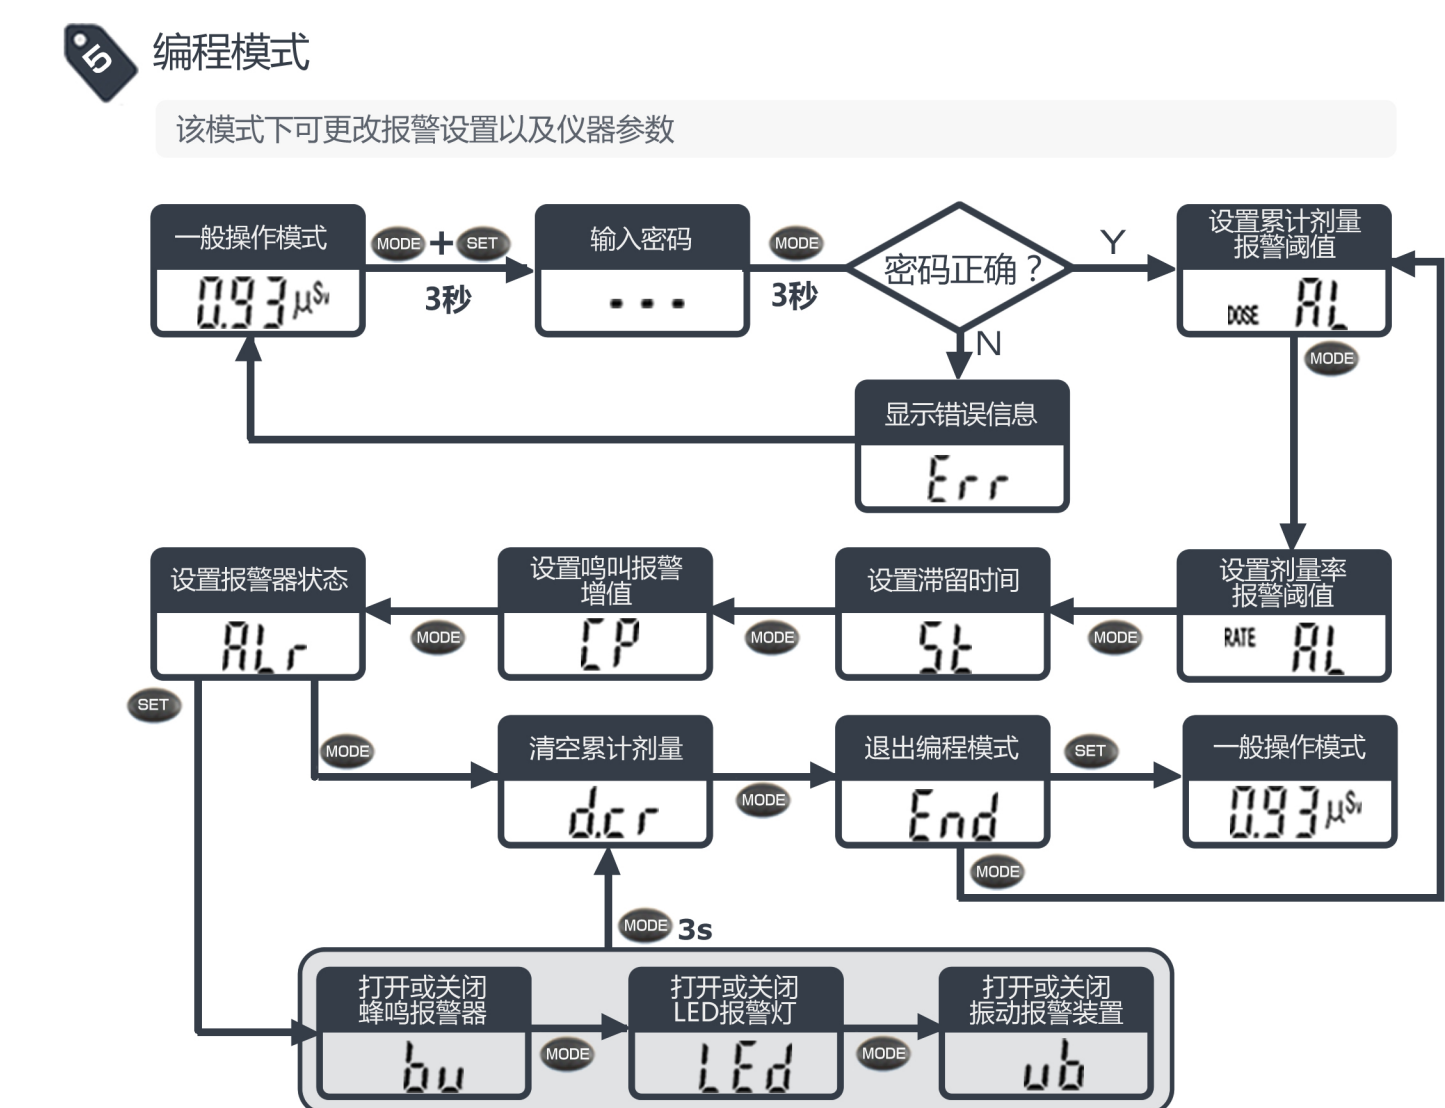 5
编程模式
该模式下可更改报警设置以及仪器参数
一般操作模式
0.93 μSv
MODE + SET
3秒
输入密码
- - -
MODE
3秒
密码正确？
Y
N
设置累计剂量
报警阈值
DOSE AL
MODE
显示错误信息
Err
设置报警器状态
ALr
MODE
设置鸣叫报警
增值
CP
MODE
设置滞留时间
St
MODE
设置剂量率
报警阈值
RATE AL
SET
MODE
清空累计剂量
d.cr
MODE
退出编程模式
End
SET
MODE
一般操作模式
0.93 μSv
MODE 3s
打开或关闭
蜂鸣报警器
bu
MODE
打开或关闭
LED报警灯
LEd
MODE
打开或关闭
振动报警装置
ub